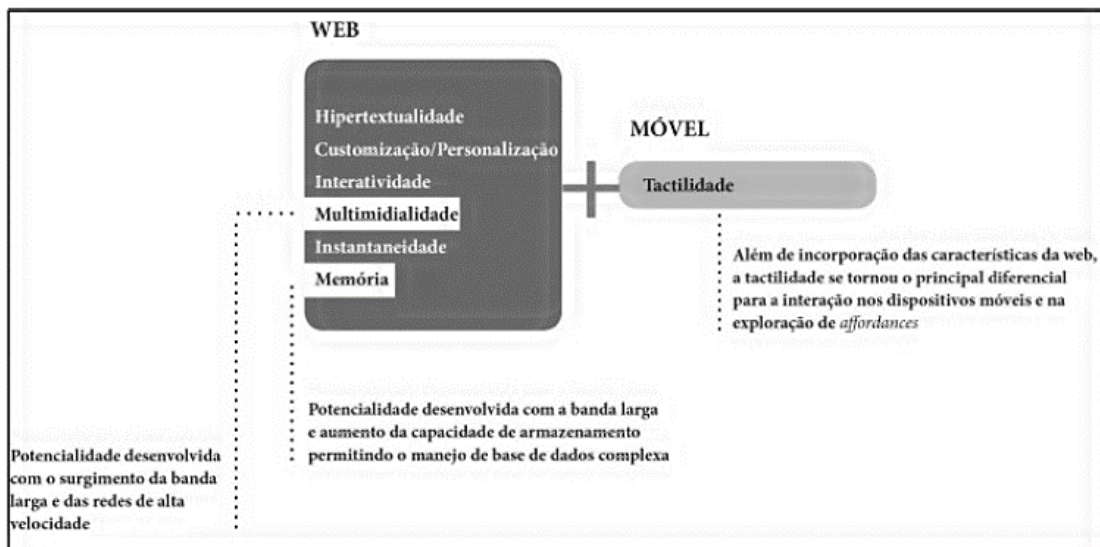 WEB
Hipertextualidade
Customização/Personalização
Interatividade
Multimidialidade
Instantaneidade
Memória
MÓVEL
Tactilidade
Além de incorporação das características da web,
a tactilidade se tornou o principal diferencial
para a interação nos dispositivos móveis e na
exploração de affordances
Potencialidade desenvolvida com a banda larga
e aumento da capacidade de armazenamento
permitindo o manejo de base de dados complexa
Potencialidade desenvolvida
com o surgimento da banda
larga e das redes de alta
velocidade